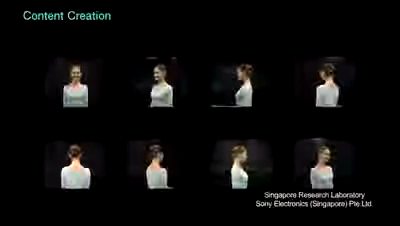 Content Creation
Singapore Research Laboratory
Sony Electronics (Singapore) Pte Ltd